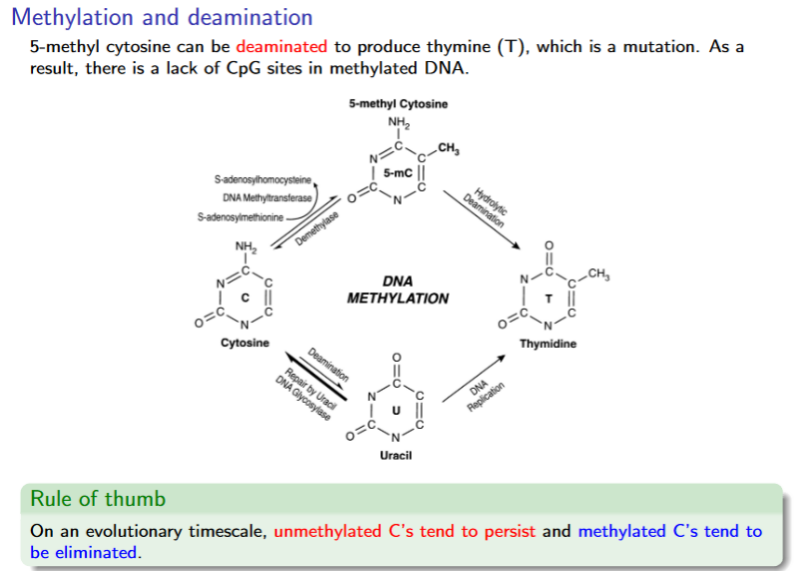 Methylation and deamination
5-methyl cytosine can be deaminated to produce thymine (T), which is a mutation. As a
result, there is a lack of CpG sites in methylated DNA.
5-methyl Cytosine
NH2
N
C
C
CH3
5-mC
O
C
N
C
S-adenosylhomocysteine
DNA Methyltransferase
S-adenosylmethionine
Demethylase
Hydrolytic
Deamination
NH2
N
C
C
C
O
C
N
C
Cytosine
DNA
METHYLATION
O
N
C
C
CH3
T
O
C
N
C
Thymidine
Deamination
Repair by Uracil
DNA Glycosylase
O
N
C
C
U
O
C
N
C
Uracil
DNA
Replication
Rule of thumb
On an evolutionary timescale, unmethylated C's tend to persist and methylated C's tend to
be eliminated.